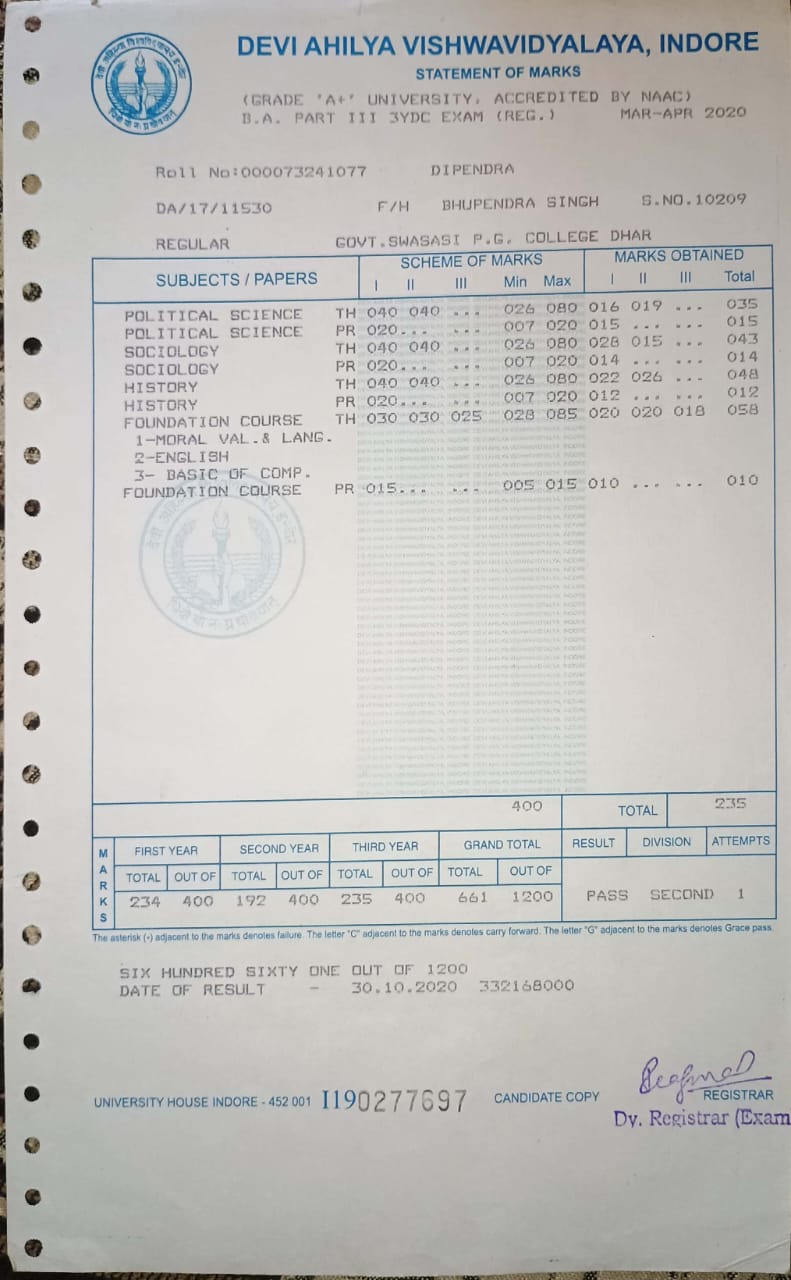 DEVI AHILYA VISHWAVIDYALAYA, INDORE
STATEMENT OF MARKS
(GRADE 'A+' UNIVERSITY, ACCREDITED BY NAAC)
B.A. PART III 3YDC EXAM (REG.) MAR-APR 2020
Roll No:000073241077 DIPENDRA
DA/17/11530 F/H BHUPENDRA SINGH S.NO.10209
REGULAR GOVT.SWASASI P.G. COLLEGE DHAR
SUBJECTS / PAPERS SCHEME OF MARKS MARKS OBTAINED
I II III Min Max I II III Total
POLITICAL SCIENCE TH 040 040 ... 026 080 016 019 ... 035
POLITICAL SCIENCE PR 020... ... 007 020 015 ... ... 015
SOCIOLOGY TH 040 040 ... 026 080 028 015 ... 043
SOCIOLOGY PR 020... ... 007 020 014 ... ... 014
HISTORY TH 040 040 ... 026 080 022 026 ... 048
HISTORY PR 020... ... 007 020 012 ... ... 012
FOUNDATION COURSE TH 030 030 025 028 085 020 020 018 058
1-MORAL VAL.& LANG.
2-ENGLISH
3- BASIC OF COMP.
FOUNDATION COURSE PR 015... ... 005 015 010 ... ... 010
400 TOTAL 235
MARKS FIRST YEAR SECOND YEAR THIRD YEAR GRAND TOTAL RESULT DIVISION ATTEMPTS
TOTAL OUT OF TOTAL OUT OF TOTAL OUT OF TOTAL OUT OF
234 400 192 400 235 400 661 1200 PASS SECOND 1
The asterisk (*) adjacent to the marks denotes failure. The letter "C" adjacent to the marks denotes carry forward. The letter "G" adjacent to the marks denotes Grace pass.
SIX HUNDRED SIXTY ONE OUT OF 1200
DATE OF RESULT - 30.10.2020 332168000
UNIVERSITY HOUSE INDORE - 452 001 I190277697 CANDIDATE COPY REGISTRAR
Dy. Registrar (Exam